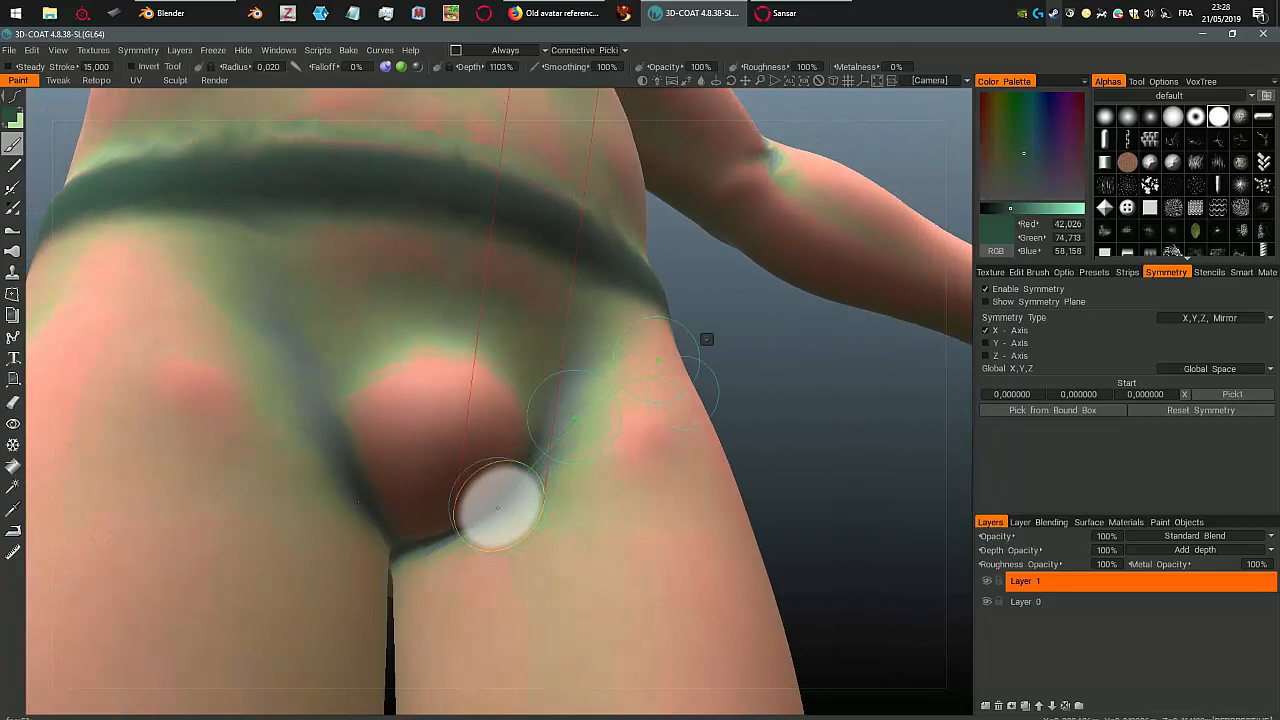 Blender
Old avatar referenc...
3D-COAT 4.8.38-SL...
Sansar
FRA
23:28
21/05/2019
3D-COAT 4.8.38-SL(GL64)
File Edit View Textures Symmetry Layers Freeze Hide Windows Scripts Bake Curves Help Always Connective Picki
Steady Stroke 15,000 Invert Tool Radius 0,020 Falloff 0% Depth 1103% Smoothing 100% Opacity 100% Roughness 100% Metalness 0%
Paint Tweak Retopo UV Sculpt Render
[Camera]
Color Palette
Alphas Tool Options VoxTree
default
Red 42,026
Green 74,713
RGB Blue 58,158
Texture Edit Brush Optio Presets Strips Symmetry Stencils Smart Mate
Enable Symmetry
Show Symmetry Plane
Symmetry Type X,Y,Z, Mirror
X - Axis
Y - Axis
Z - Axis
Global X,Y,Z Global Space
Start
0,000000 0,000000 0,000000 X Pick1
Pick from Bound Box Reset Symmetry
Layers Layer Blending Surface Materials Paint Objects
Opacity 100% Standard Blend
Depth Opacity 100% Add depth
Roughness Opacity 100% Metal Opacity 100%
Layer 1
Layer 0